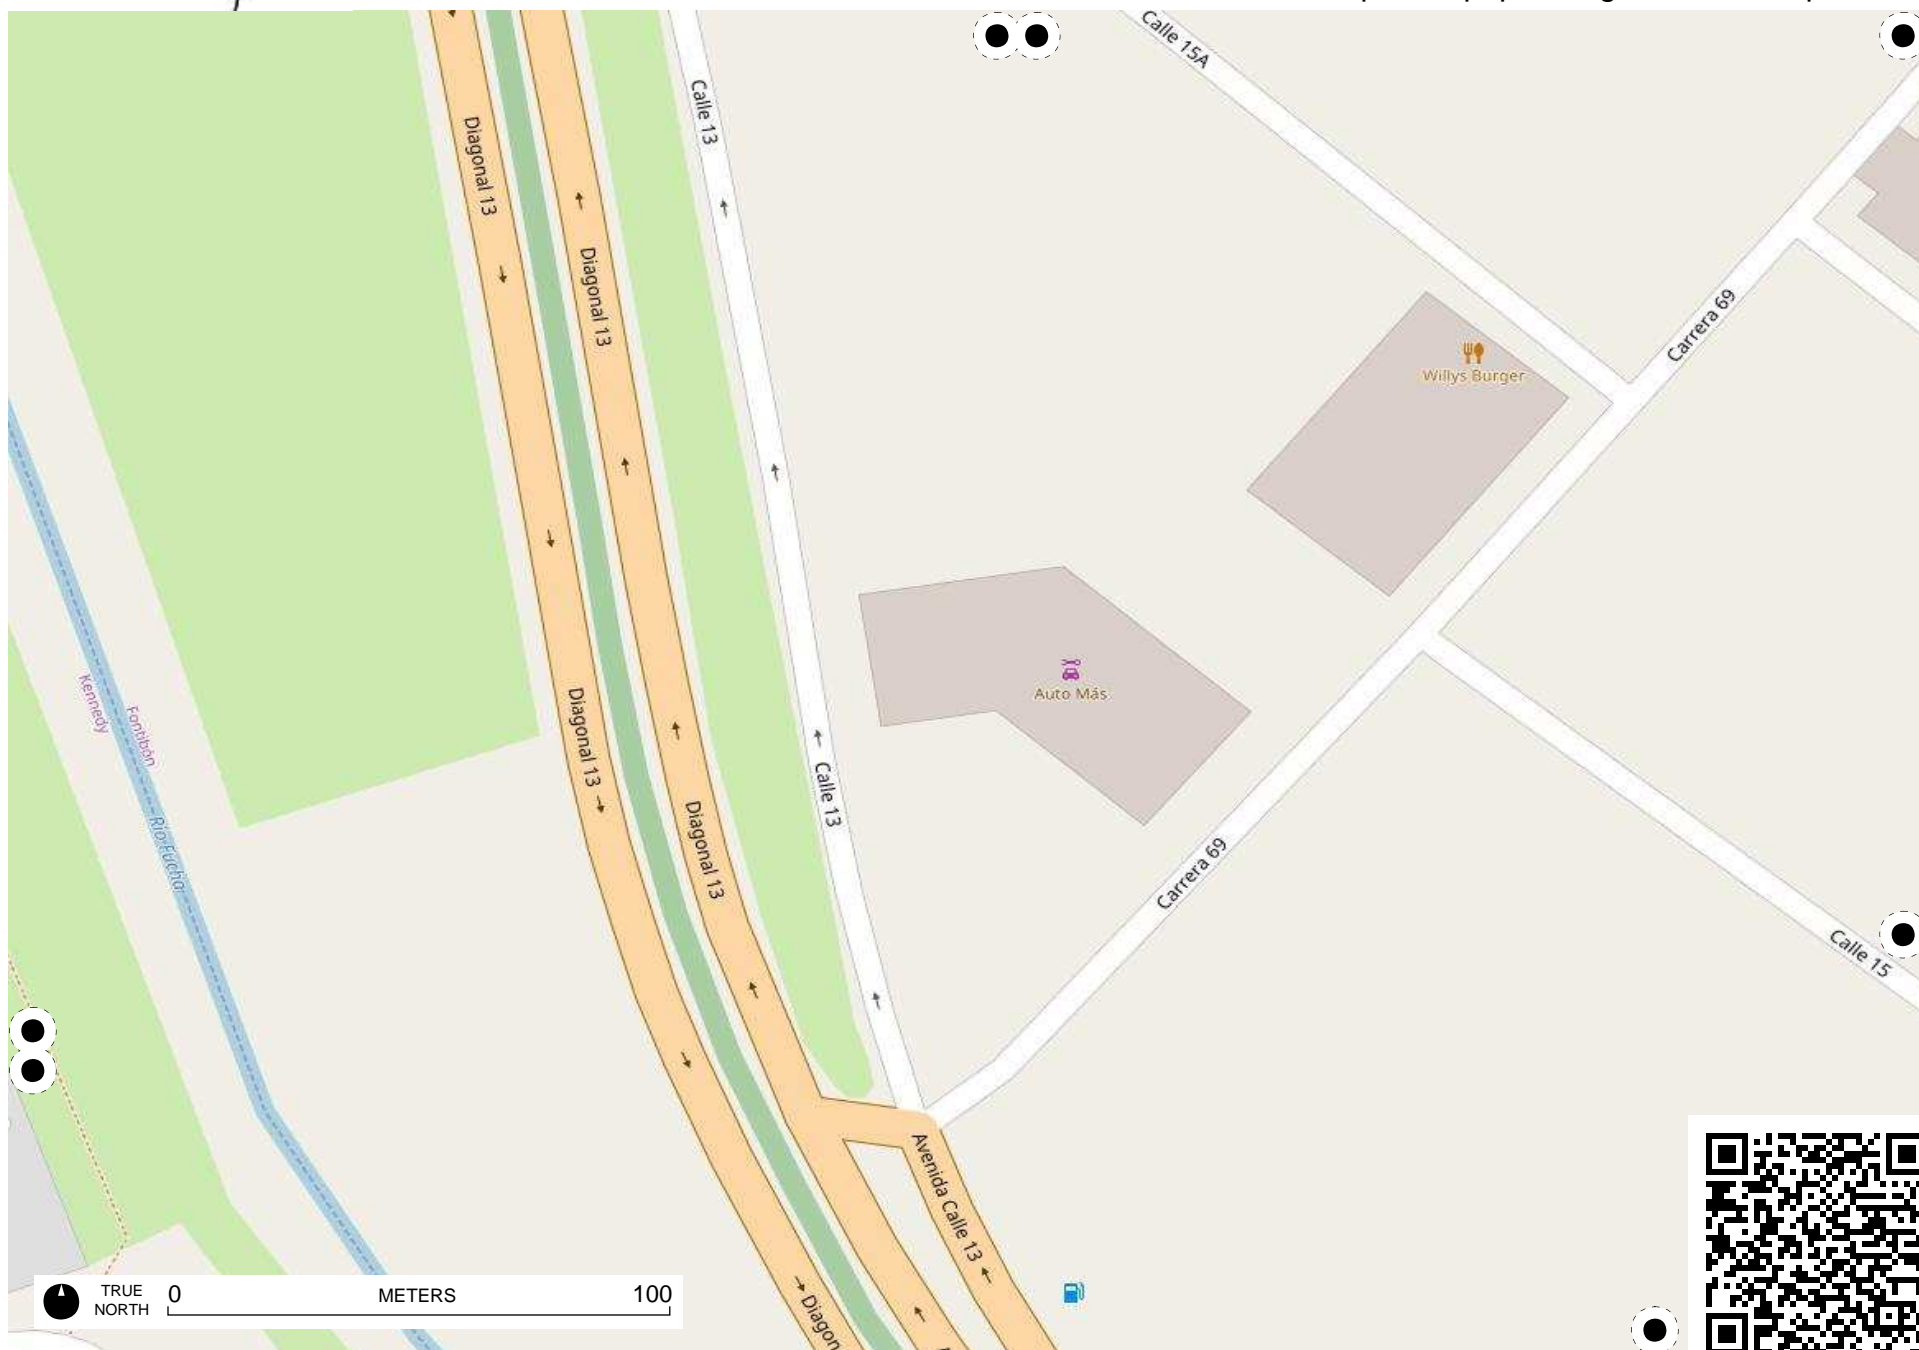 Calle 15A
Calle 13
Diagonal 13
Diagonal 13
Carrera 69
Willys Burger
Auto Más
Kennedy
Fontibón
Diagonal 13
Calle 13
Diagonal 13
Río Fucha
Carrera 69
Calle 15
Avenida Calle 13
TRUE
NORTH
0 METERS 100
Diagon